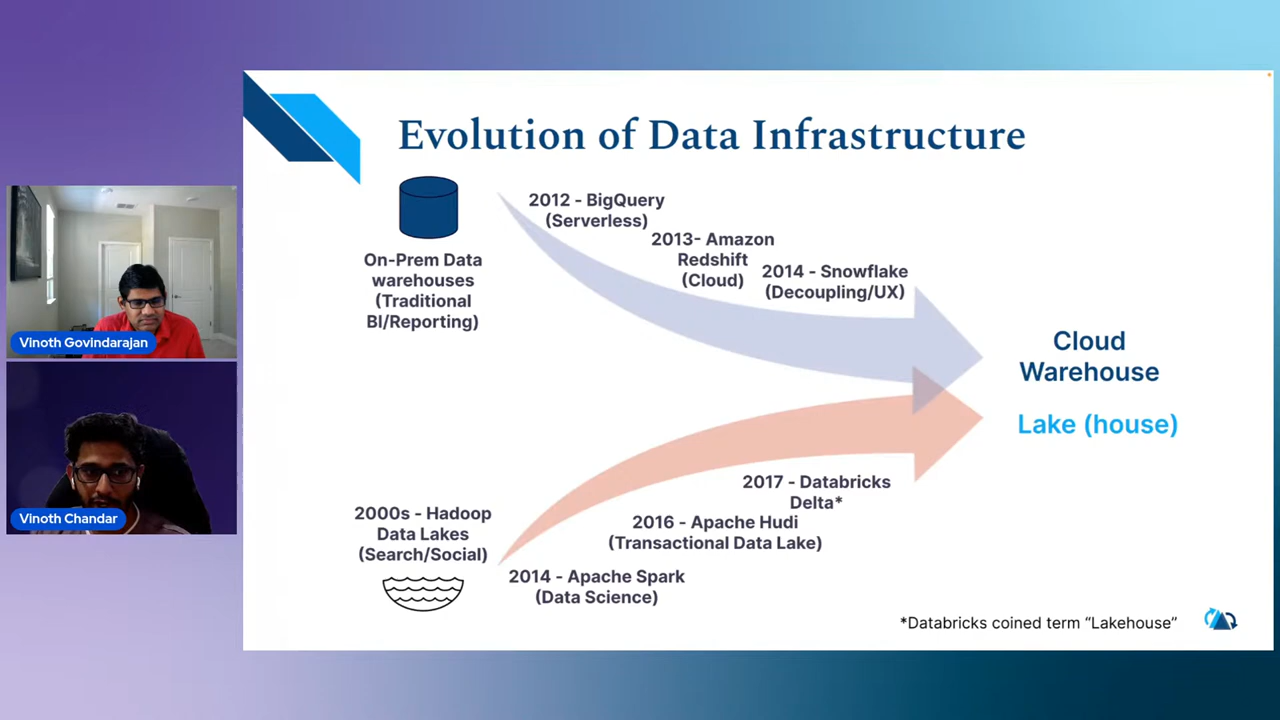 Evolution of Data Infrastructure
On-Prem Data
warehouses
(Traditional
BI/Reporting)
2012 - BigQuery
(Serverless)
2013- Amazon
Redshift
(Cloud)
2014 - Snowflake
(Decoupling/UX)
Cloud
Warehouse
Lake (house)
2000s - Hadoop
Data Lakes
(Search/Social)
2014 - Apache Spark
(Data Science)
2016 - Apache Hudi
(Transactional Data Lake)
2017 - Databricks
Delta*
*Databricks coined term “Lakehouse”
Vinoth Govindarajan
Vinoth Chandar